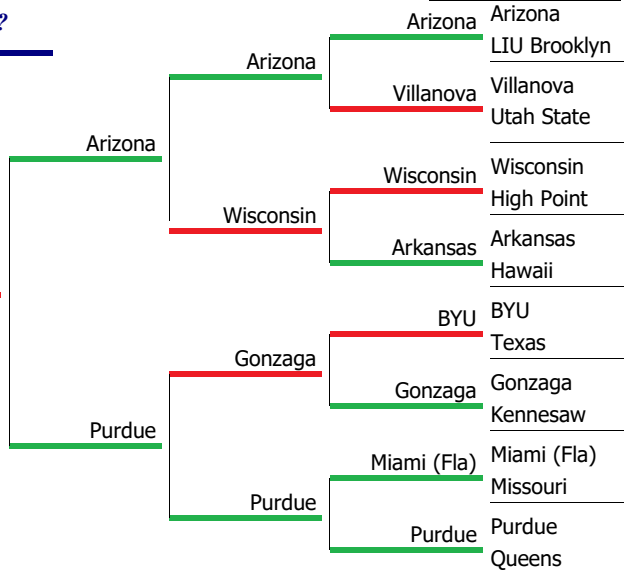 ?
Arizona
Arizona
LIU Brooklyn
Arizona
Villanova
Villanova
Utah State
Arizona
Wisconsin
Wisconsin
High Point
Wisconsin
Arkansas
Arkansas
Hawaii
BYU
BYU
Texas
Gonzaga
Gonzaga
Gonzaga
Kennesaw
Purdue
Miami (Fla)
Miami (Fla)
Missouri
Purdue
Purdue
Purdue
Queens